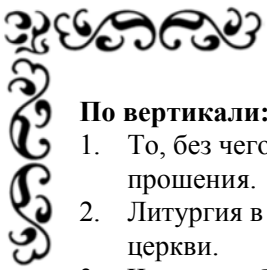 По вертикали:
1. То, без чего
прошения.
2. Литургия в
церкви.